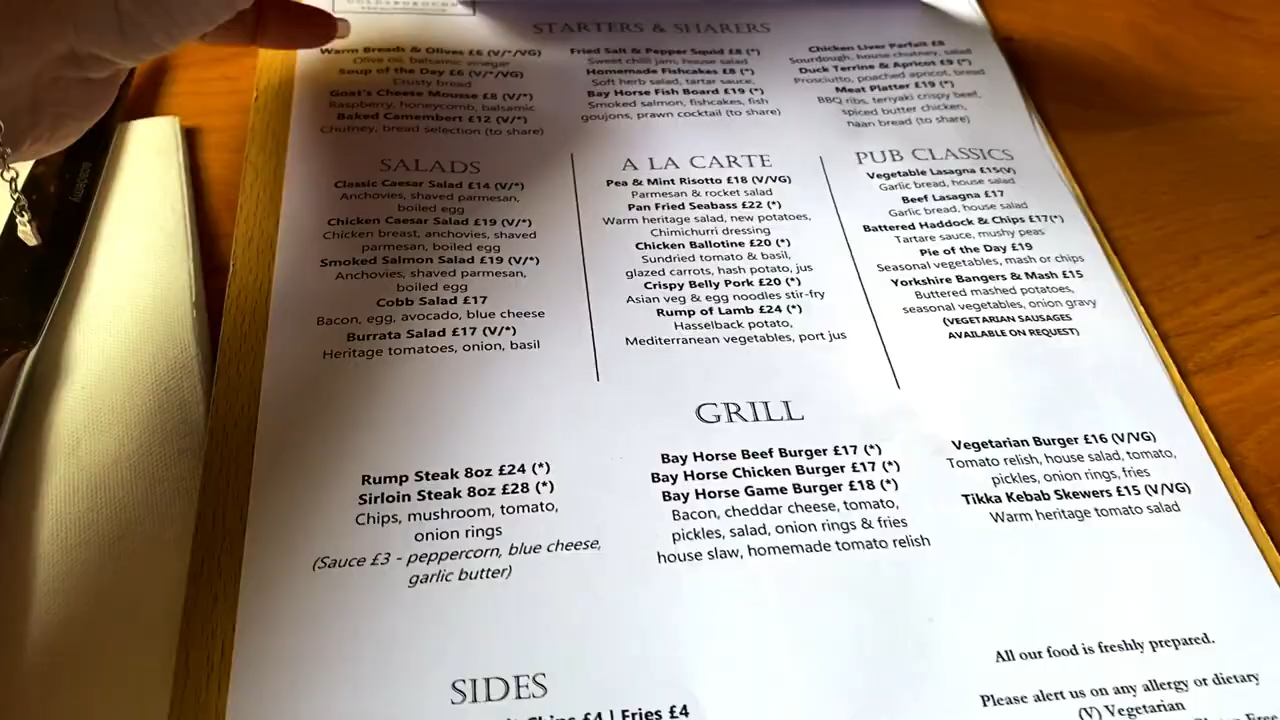 STARTERS & SHARERS
Warm Breads & Olives £6 (V/*/VG)
Olive oil, balsamic vinegar
Soup of the Day £6 (V/*/VG)
Crusty bread
Goat's Cheese Mousse £8 (V/*)
Raspberry, honeycomb, balsamic
Baked Camembert £12 (V/*)
Chutney, bread selection (to share)
Fried Salt & Pepper Squid £8 (*)
Sweet chilli jam, house salad
Homemade Fishcakes £8 (*)
Soft herb salad, tartar sauce,
Bay Horse Fish Board £19 (*)
Smoked salmon, fishcakes, fish
goujons, prawn cocktail (to share)
Chicken Liver Parfait £8
Sourdough, house chutney, salad
Duck Terrine & Apricot £9 (*)
Prosciutto, poached apricot, bread
Meat Platter £19 (*)
BBQ ribs, teriyaki crispy beef,
spiced butter chicken,
naan bread (to share)
SALADS
Classic Caesar Salad £14 (V/*)
Anchovies, shaved parmesan,
boiled egg
Chicken Caesar Salad £19 (V/*)
Chicken breast, anchovies, shaved
parmesan, boiled egg
Smoked Salmon Salad £19 (V/*)
Anchovies, shaved parmesan,
boiled egg
Cobb Salad £17
Bacon, egg, avocado, blue cheese
Burrata Salad £17 (V/*)
Heritage tomatoes, onion, basil
A LA CARTE
Pea & Mint Risotto £18 (V/VG)
Parmesan & rocket salad
Pan Fried Seabass £22 (*)
Warm heritage salad, new potatoes,
Chimichurri dressing
Chicken Ballotine £20 (*)
Sundried tomato & basil,
glazed carrots, hash potato, jus
Crispy Belly Pork £20 (*)
Asian veg & egg noodles stir-fry
Rump of Lamb £24 (*)
Hasselback potato,
Mediterranean vegetables, port jus
PUB CLASSICS
Vegetable Lasagna £15(V)
Garlic bread, house salad
Beef Lasagna £17
Garlic bread, house salad
Battered Haddock & Chips £17(*)
Tartare sauce, mushy peas
Pie of the Day £19
Seasonal vegetables, mash or chips
Yorkshire Bangers & Mash £15
Buttered mashed potatoes,
seasonal vegetables, onion gravy
(VEGETARIAN SAUSAGES
AVAILABLE ON REQUEST)
GRILL
Rump Steak 8oz £24 (*)
Sirloin Steak 8oz £28 (*)
Chips, mushroom, tomato,
onion rings
(Sauce £3 - peppercorn, blue cheese,
garlic butter)
Bay Horse Beef Burger £17 (*)
Bay Horse Chicken Burger £17 (*)
Bay Horse Game Burger £18 (*)
Bacon, cheddar cheese, tomato,
pickles, salad, onion rings & fries
house slaw, homemade tomato relish
Vegetarian Burger £16 (V/VG)
Tomato relish, house salad, tomato,
pickles, onion rings, fries
Tikka Kebab Skewers £15 (V/VG)
Warm heritage tomato salad
SIDES
Chips £4 | Fries £4
All our food is freshly prepared.
Please alert us on any allergy or dietary
(V) Vegetarian